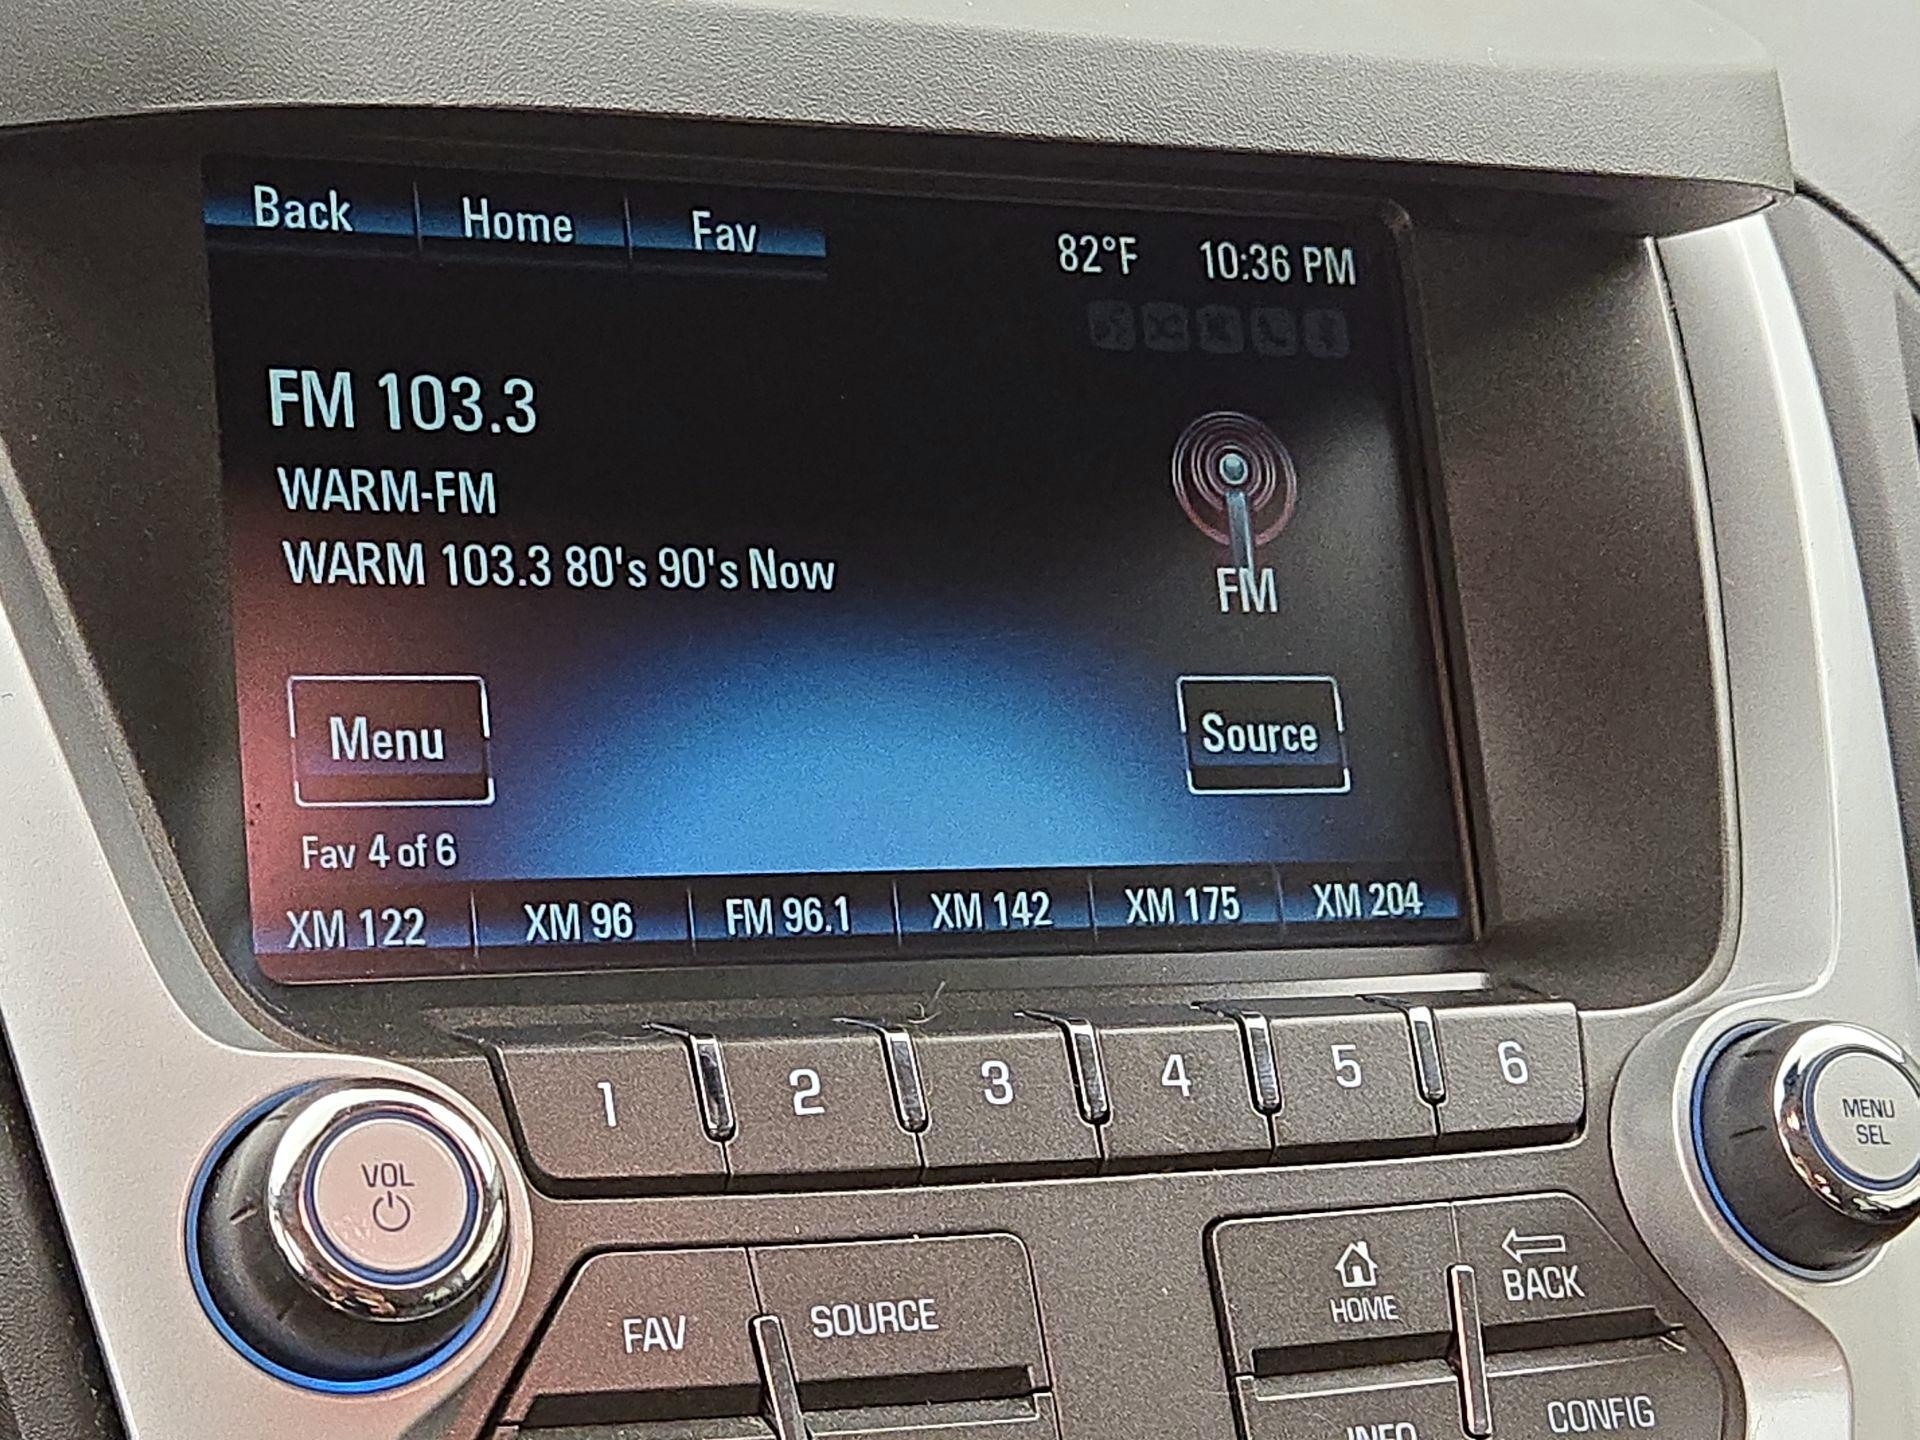 Back Home Fav
82°F 10:36 PM
FM 103.3
WARM-FM
WARM 103.3 80's 90's Now
FM
Menu
Source
Fav 4 of 6
XM 122 XM 96 FM 96.1 XM 142 XM 175 XM 204
1 2 3 4 5 6
VOL
MENU
SEL
FAV SOURCE
HOME BACK
INFO CONFIG